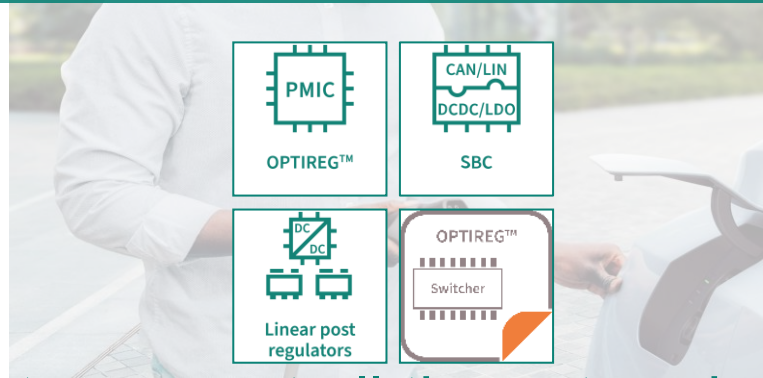 PMIC
OPTIREG™
CAN/LIN
DCDC/LDO
SBC
DC
DC
Linear post
regulators
OPTIREG™
Switcher